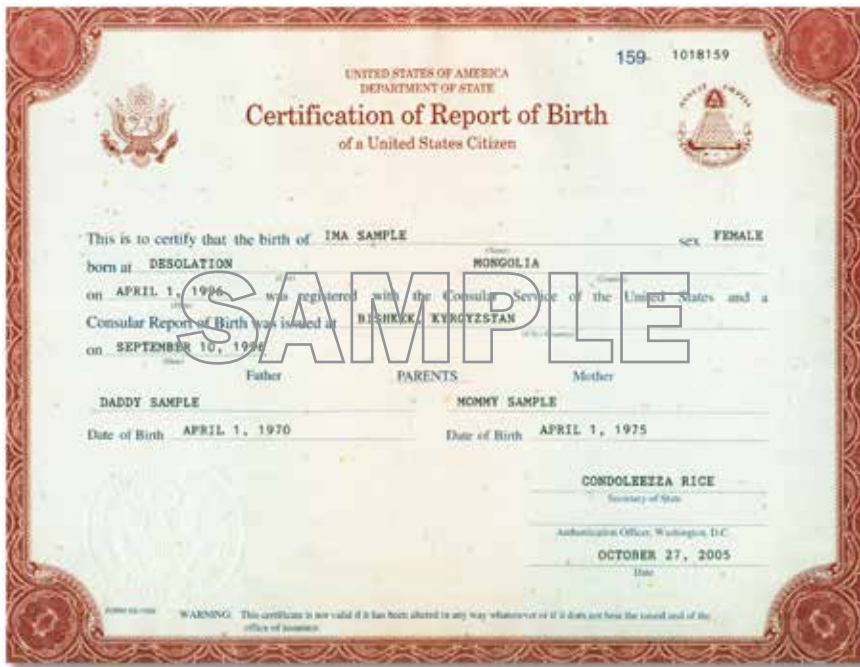 159- 1018159
UNITED STATES OF AMERICA
DEPARTMENT OF STATE
Certification of Report of Birth
of a United States Citizen
This is to certify that the birth of IMA SAMPLE sex FEMALE
born at DESOLATION MONGOLIA
on APRIL 1, 1996 was registered with the Consular Service of the United States and a
Consular Report of Birth was issued at BISHKEK, KYRGYZSTAN
on SEPTEMBER 10, 1996
SAMPLE
Father PARENTS Mother
DADDY SAMPLE MOMMY SAMPLE
Date of Birth APRIL 1, 1970 Date of Birth APRIL 1, 1975
CONDOLEEZZA RICE
Secretary of State
Authentication Officer, Washington, D.C.
OCTOBER 27, 2005
Date
WARNING: This certificate is not valid if it has been altered in any way whatsoever or if it does not bear the raised seal of the
office of issuance.